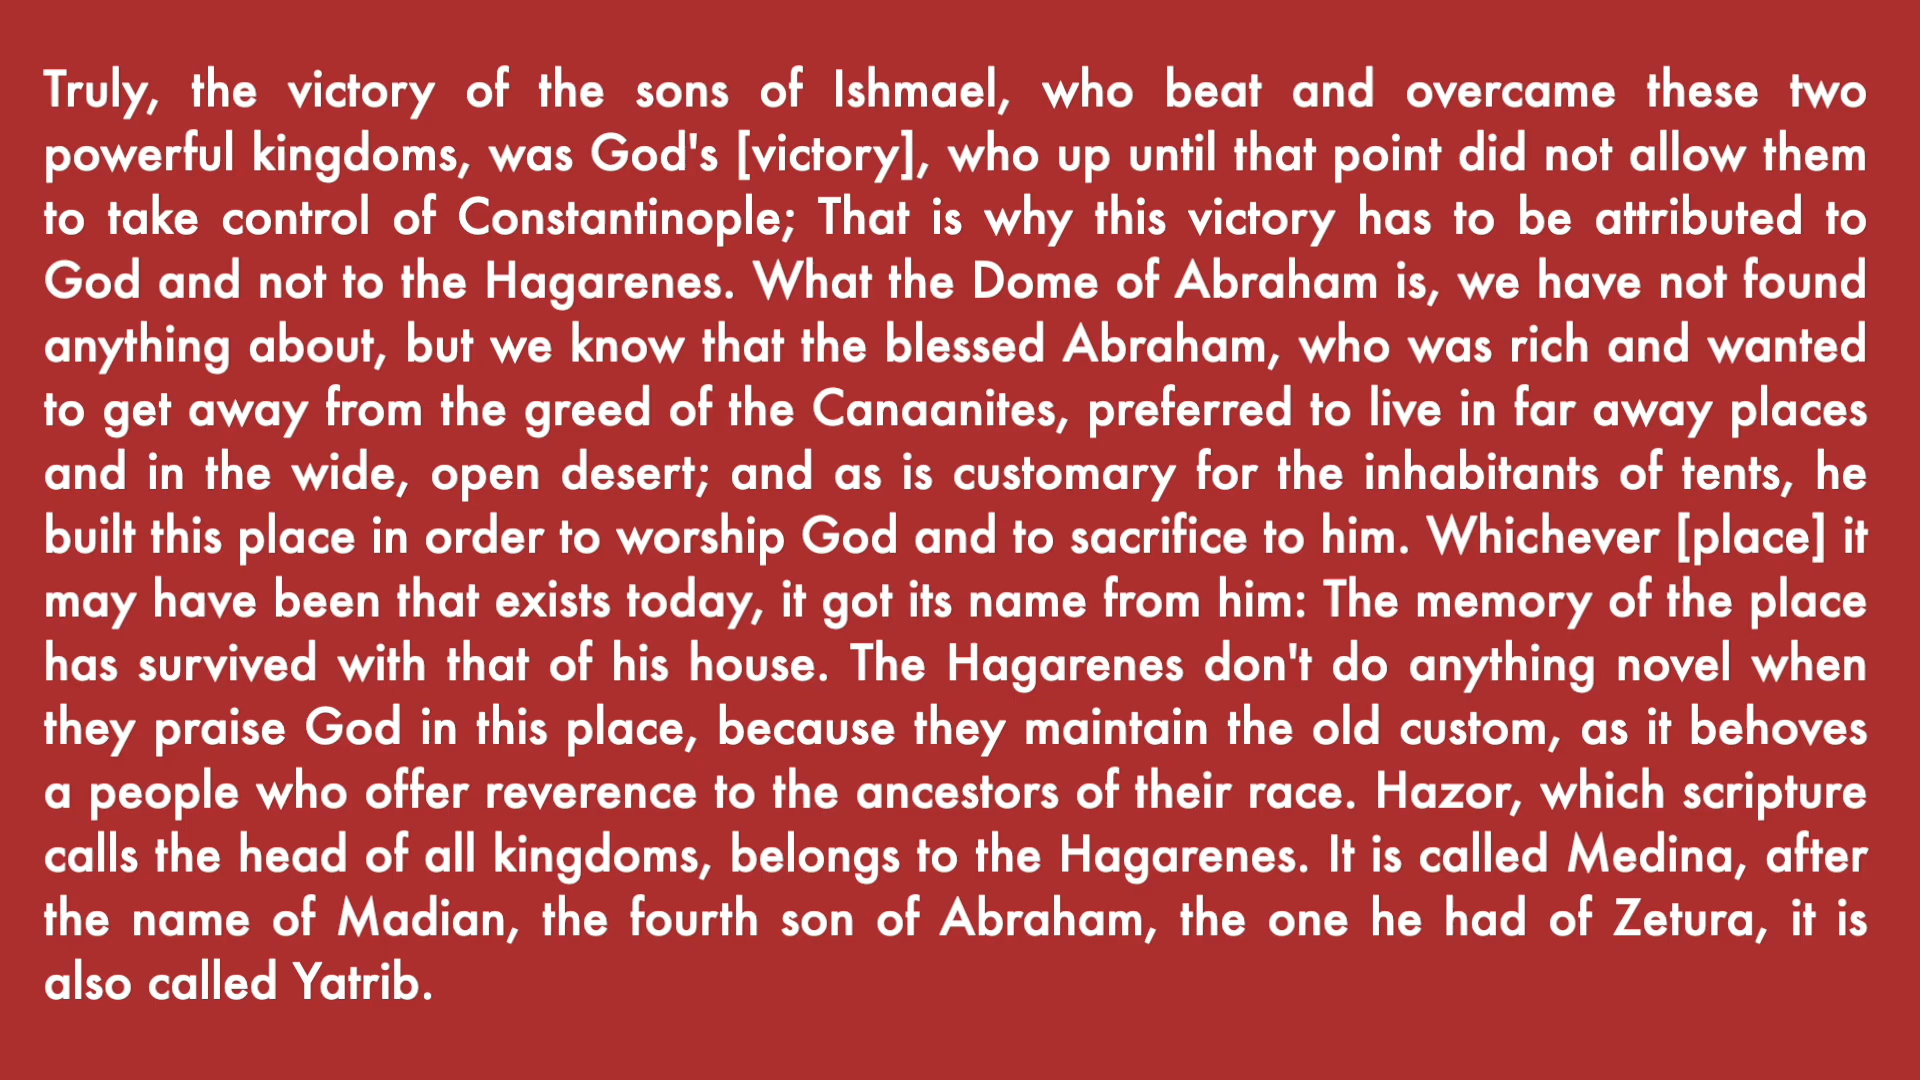 Truly, the victory of the sons of Ishmael, who beat and overcame these two
powerful kingdoms, was God's [victory], who up until that point did not allow them
to take control of Constantinople; That is why this victory has to be attributed to
God and not to the Hagarenes. What the Dome of Abraham is, we have not found
anything about, but we know that the blessed Abraham, who was rich and wanted
to get away from the greed of the Canaanites, preferred to live in far away places
and in the wide, open desert; and as is customary for the inhabitants of tents, he
built this place in order to worship God and to sacrifice to him. Whichever [place] it
may have been that exists today, it got its name from him: The memory of the place
has survived with that of his house. The Hagarenes don't do anything novel when
they praise God in this place, because they maintain the old custom, as it behoves
a people who offer reverence to the ancestors of their race. Hazor, which scripture
calls the head of all kingdoms, belongs to the Hagarenes. It is called Medina, after
the name of Madian, the fourth son of Abraham, the one he had of Zetura, it is
also called Yatrib.